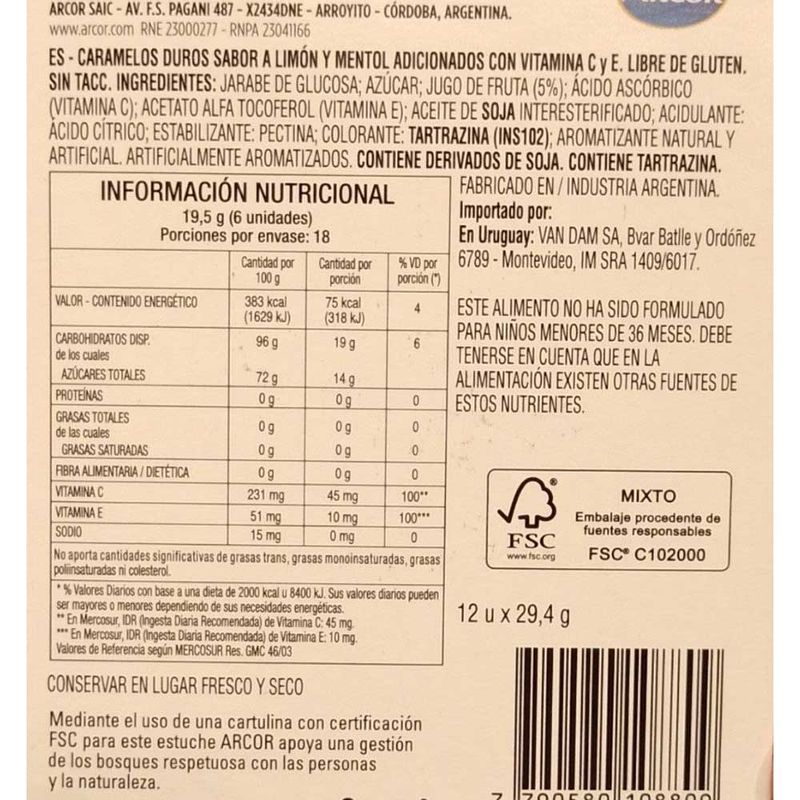 ARCOR SAIC - AV. F.S. PAGANI 487 - X2434DNE - ARROYITO - CÓRDOBA, ARGENTINA.
www.arcor.com RNE 23000277 - RNPA 23041166
ES - CARAMELOS DUROS SABOR A LIMÓN Y MENTOL ADICIONADOS CON VITAMINA C y E. LIBRE DE GLUTEN.
SIN TACC. INGREDIENTES: JARABE DE GLUCOSA; AZÚCAR; JUGO DE FRUTA (5%); ÁCIDO ASCÓRBICO
(VITAMINA C); ACETATO ALFA TOCOFEROL (VITAMINA E); ACEITE DE SOJA INTERESTERIFICADO; ACIDULANTE:
ÁCIDO CÍTRICO; ESTABILIZANTE: PECTINA; COLORANTE: TARTRAZINA (INS102); AROMATIZANTE NATURAL Y
ARTIFICIAL. ARTIFICIALMENTE AROMATIZADOS. CONTIENE DERIVADOS DE SOJA. CONTIENE TARTRAZINA.
INFORMACIÓN NUTRICIONAL
19,5 g (6 unidades)
Porciones por envase: 18
Cantidad por 100 g Cantidad por porción % VD por porción (*)
VALOR - CONTENIDO ENERGÉTICO 383 kcal (1629 kJ) 75 kcal (318 kJ) 4
CARBOHIDRATOS DISP. 96 g 19 g 6
de los cuales
AZÚCARES TOTALES 72 g 14 g
PROTEÍNAS 0 g 0 g 0
GRASAS TOTALES 0 g 0 g 0
de las cuales
GRASAS SATURADAS 0 g 0 g 0
FIBRA ALIMENTARIA / DIETÉTICA 0 g 0 g 0
VITAMINA C 231 mg 45 mg 100**
VITAMINA E 51 mg 10 mg 100***
SODIO 15 mg 0 mg 0
No aporta cantidades significativas de grasas trans, grasas monoinsaturadas, grasas
poliinsaturadas ni colesterol.
* % Valores Diarios con base a una dieta de 2000 kcal u 8400 kJ. Sus valores diarios pueden
ser mayores o menores dependiendo de sus necesidades energéticas.
** En Mercosur, IDR (Ingesta Diaria Recomendada) de Vitamina C: 45 mg.
*** En Mercosur, IDR (Ingesta Diaria Recomendada) de Vitamina E: 10 mg.
Valores de Referencia según MERCOSUR Res. GMC 46/03
CONSERVAR EN LUGAR FRESCO Y SECO
Mediante el uso de una cartulina con certificación
FSC para este estuche ARCOR apoya una gestión
de los bosques respetuosa con las personas
y la naturaleza.
FABRICADO EN / INDUSTRIA ARGENTINA.
Importado por:
En Uruguay: VAN DAM SA, Bvar Batlle y Ordóñez
6789 - Montevideo, IM SRA 1409/6017.
ESTE ALIMENTO NO HA SIDO FORMULADO
PARA NIÑOS MENORES DE 36 MESES. DEBE
TENERSE EN CUENTA QUE EN LA
ALIMENTACIÓN EXISTEN OTRAS FUENTES DE
ESTOS NUTRIENTES.
®
FSC
www.fsc.org
MIXTO
Embalaje procedente de
fuentes responsables
FSC® C102000
12 u x 29,4 g